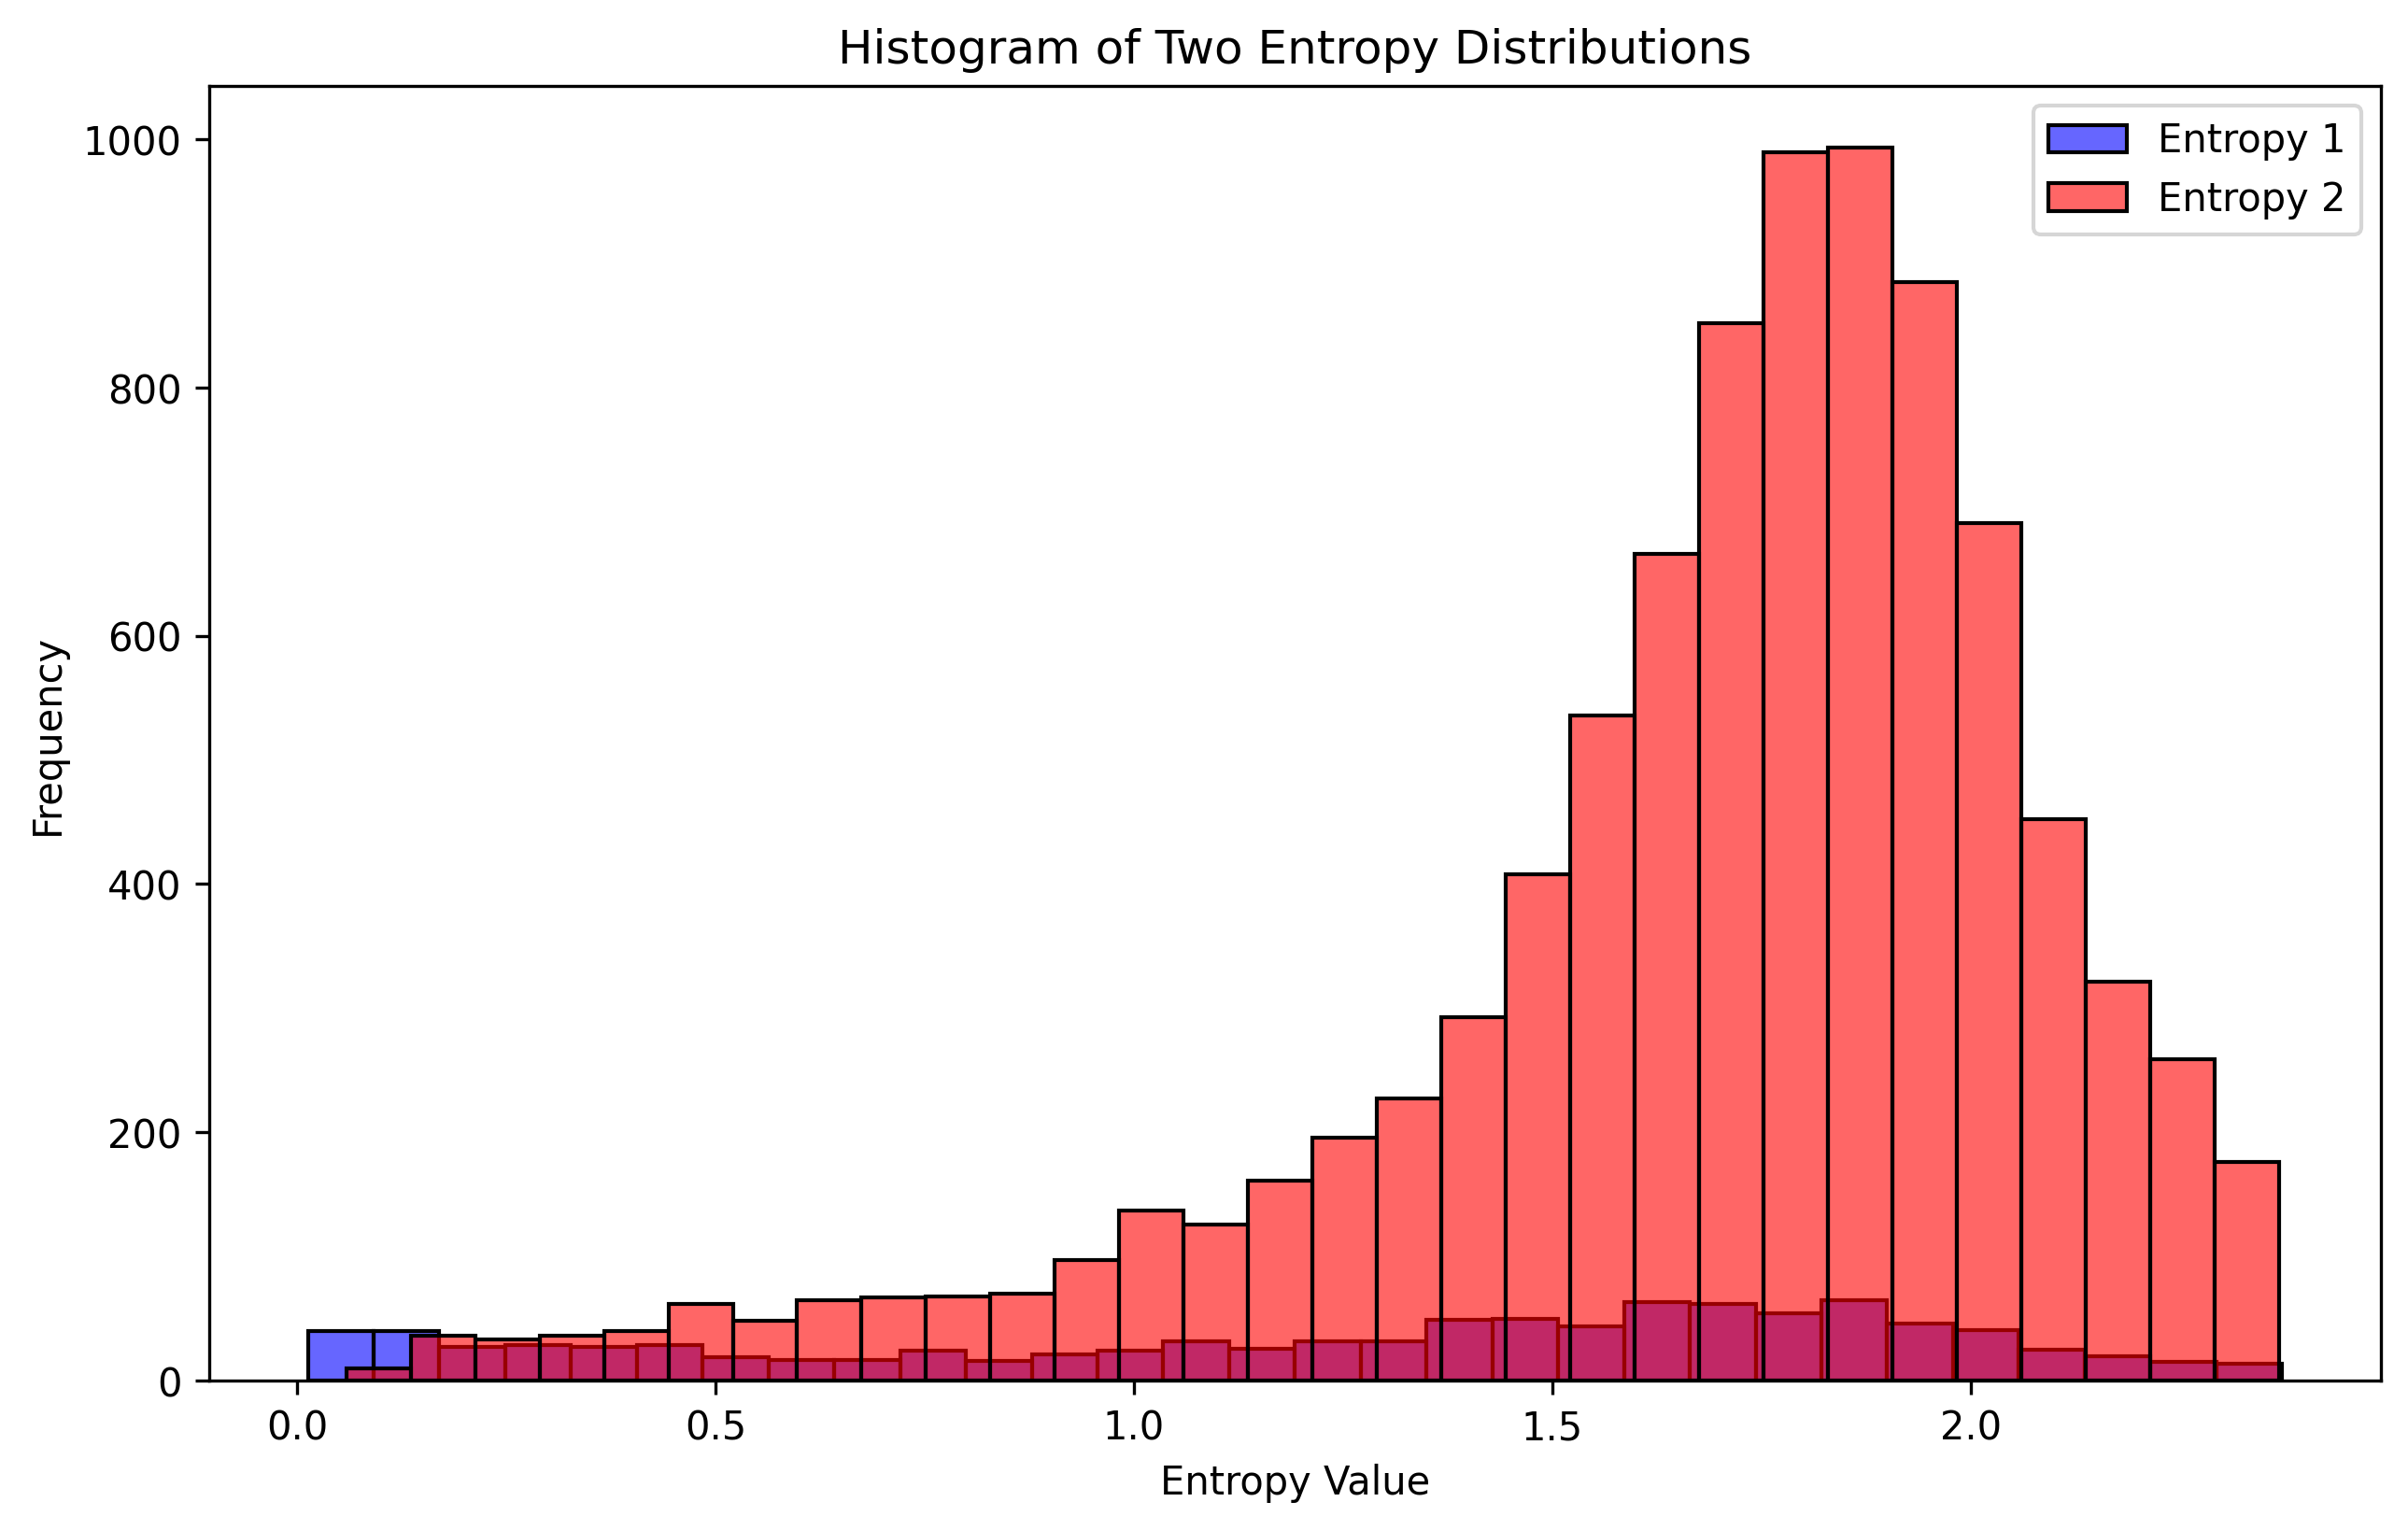 Histogram of Two Entropy Distributions
Entropy 1
Entropy 2
Frequency
1000
800
600
400
200
0
0.0 0.5 1.0 1.5 2.0
Entropy Value